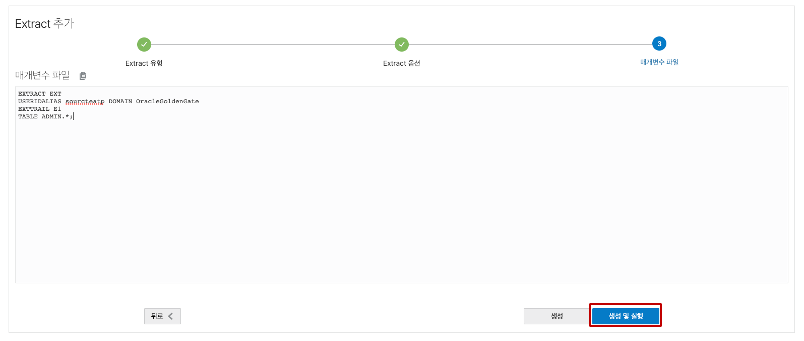 Extract 추가
3
Extract 유형
Extract 옵션
매개변수 파일
매개변수 파일
EXTRACT EXT
USERIDALIAS sourceatp DOMAIN OracleGoldenGate
EXTTRAIL E1
TABLE ADMIN.*;
뒤로
생성
생성 및 실행